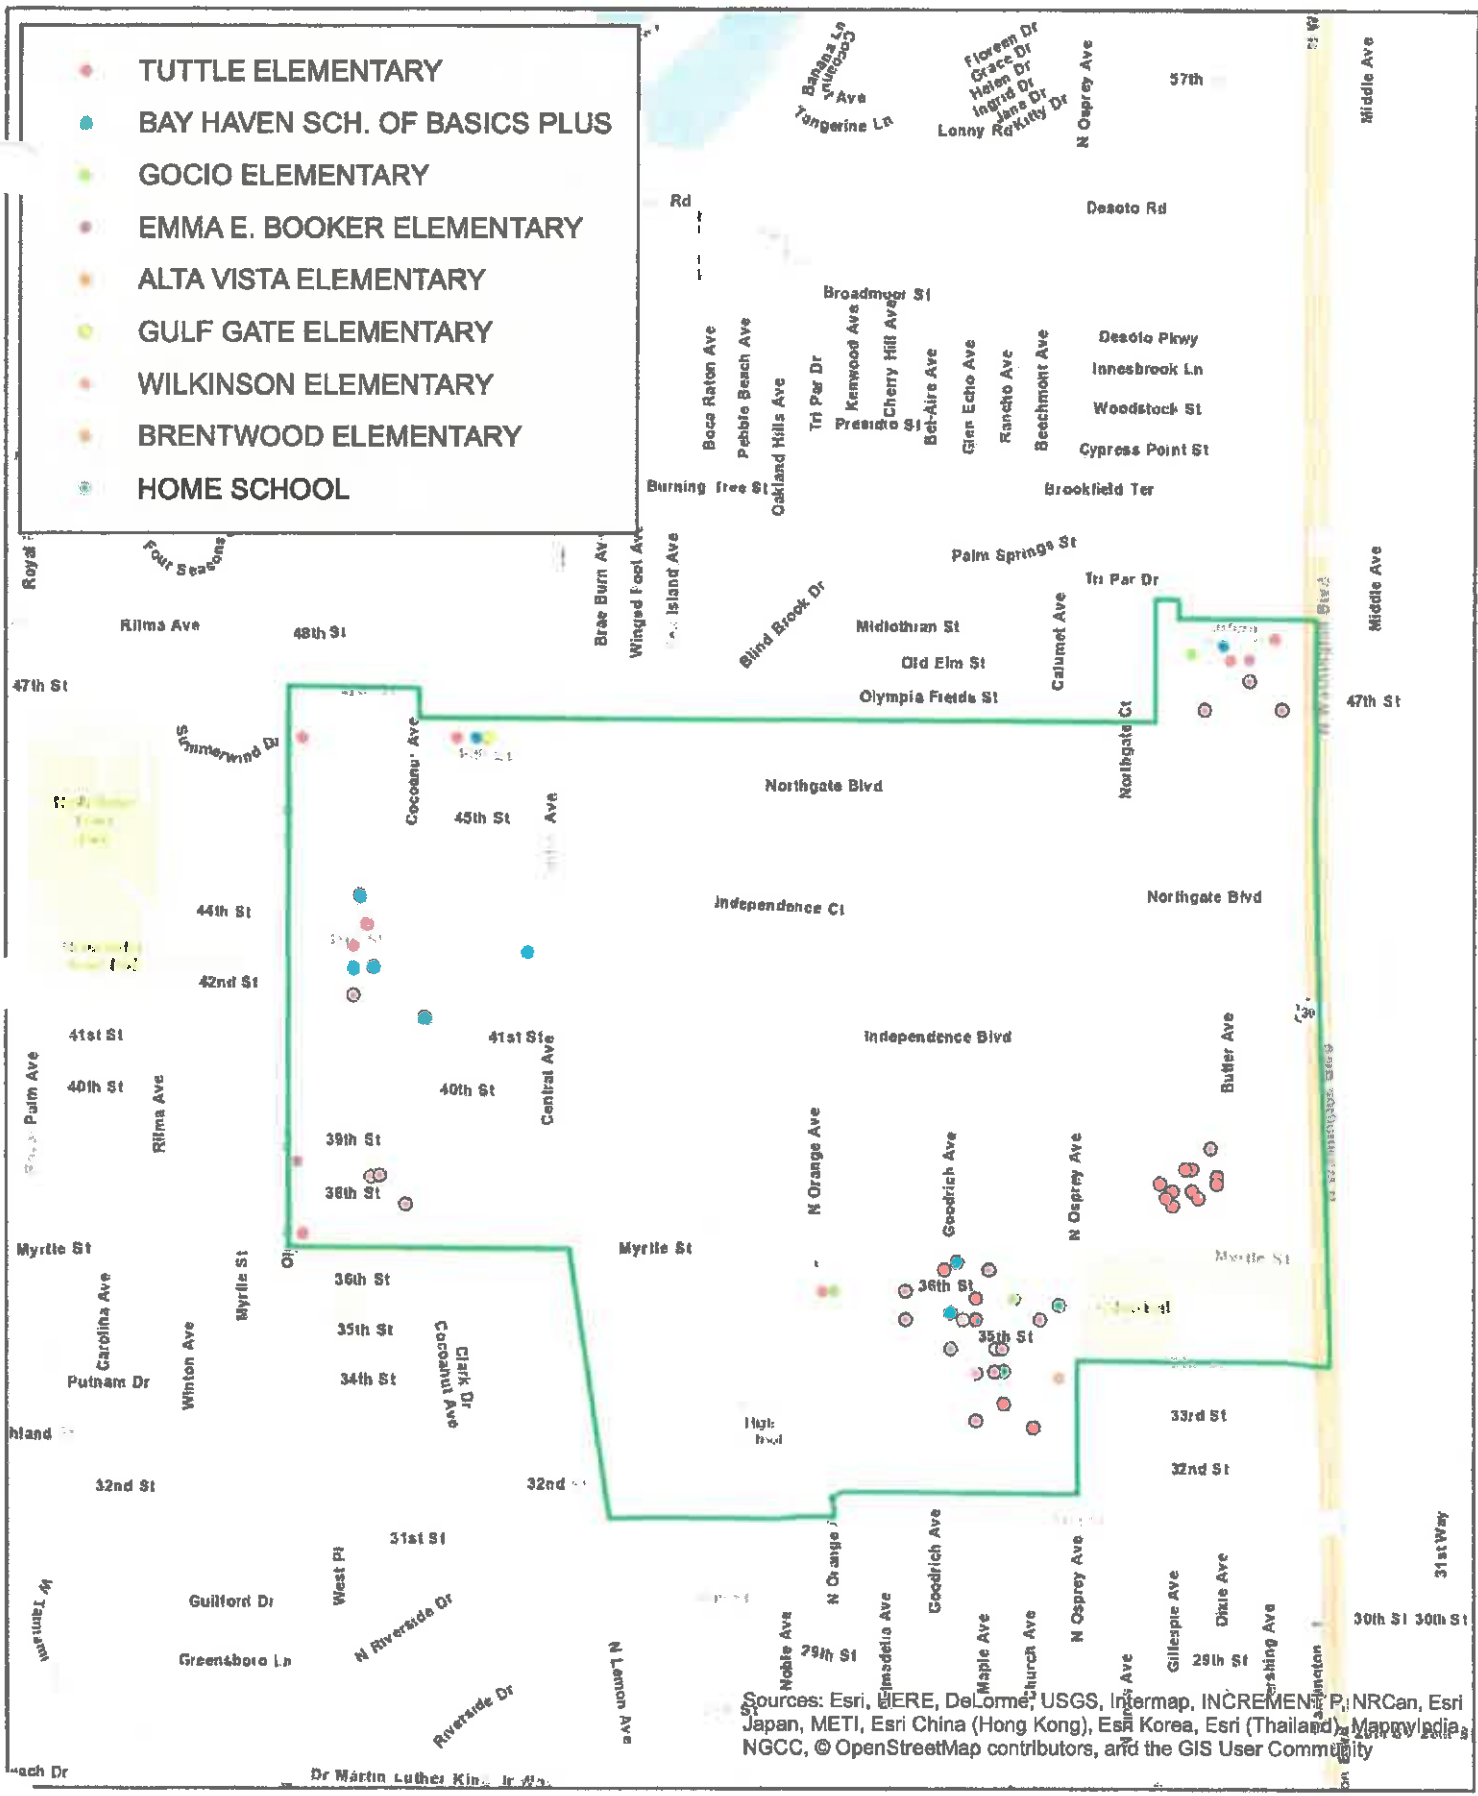 TUTTLE ELEMENTARY
BAY HAVEN SCH. OF BASICS PLUS
GOCIO ELEMENTARY
EMMA E. BOOKER ELEMENTARY
ALTA VISTA ELEMENTARY
GULF GATE ELEMENTARY
WILKINSON ELEMENTARY
BRENTWOOD ELEMENTARY
HOME SCHOOL
Banana Ln
Cocoanut Ave
Tangerine Ln
Floreen Dr
Grace Dr
Helen Dr
Ingrid Dr
Jana Dr
Lonny Rd
Kitty Dr
N Osprey Ave
57th
Middle Ave
Rd
Desoto Rd
Broadmoor St
Boca Raton Ave
Pebble Beach Ave
Oakland Hills Ave
Tri Par Dr
Kenwood Ave
Cherry Hill Ave
Presidio St
Bel-Aire Ave
Glen Echo Ave
Rancho Ave
Beechmont Ave
Desoto Pkwy
Innesbrook Ln
Woodstock St
Cypress Point St
Burning Tree St
Brookfield Ter
Royal
Four Seasons
Brae Burn Av
Winged Foot Av
Island Ave
Palm Springs St
Tri Par Dr
Middle Ave
Blind Brook Dr
Rilma Ave
48th St
Midlothian St
Old Elm St
Calumet Ave
N Washington Blvd
47th St
Olympia Fields St
47th St
Summerwind Dr
Cocoanut Ave
Northgate Ct
Northgate Blvd
45th St
Ave
44th St
Independence Ct
Northgate Blvd
42nd St
41st St
41st St
Independence Blvd
Butler Ave
Palm Ave
40th St
Rilma Ave
40th St
Central Ave
39th St
N Orange Ave
Goodrich Ave
N Osprey Ave
38th St
Myrtle St
Myrtle St
Myrtle St
Myrtle St
36th St
36th St
Carolina Ave
35th St
35th St
Winton Ave
Cocoanut Ave
Clark Dr
Putnam Dr
34th St
hland
High
33rd St
32nd St
32nd
32nd St
31st St
West Pl
N Orange
Goodrich Ave
N Osprey Ave
31st Way
W Tamiami
Guilford Dr
N Riverside Dr
Gillespie Ave
Dixie Ave
30th St 30th St
Greensboro Ln
Noble Ave
29th St
Maple Ave
Church Ave
29th St
N Lemon Ave
Riverside Dr
Sources: Esri, HERE, DeLorme, USGS, Intermap, INCREMENT P, NRCan, Esri
Japan, METI, Esri China (Hong Kong), Esri Korea, Esri (Thailand), MapmyIndia,
NGCC, © OpenStreetMap contributors, and the GIS User Community
Dr Martin Luther King Jr